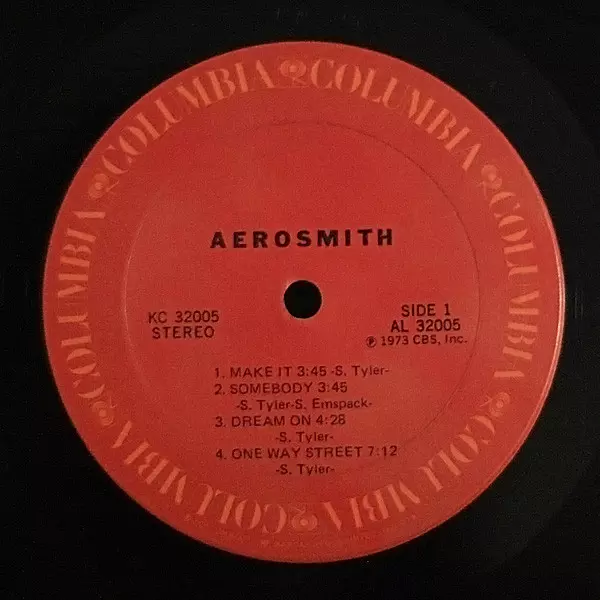 COLUMBIA COLUMBIA COLUMBIA COLUMBIA COLUMBIA COLUMBIA
AEROSMITH
KC 32005
STEREO
SIDE 1
AL 32005
℗ 1973 CBS, Inc.
1. MAKE IT 3:45 -S. Tyler-
2. SOMEBODY 3:45
-S. Tyler-S. Emspack-
3. DREAM ON 4:28
-S. Tyler-
4. ONE WAY STREET 7:12
-S. Tyler-